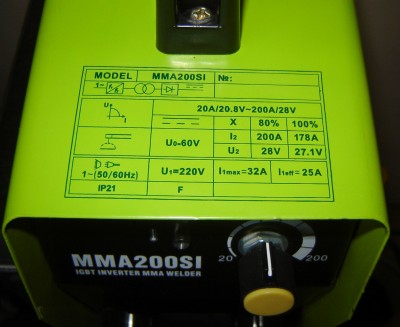 MODEL MMA200SI №:
1~
20A/20.8V~200A/28V
X 80% 100%
U₀-60V I₂ 200A 178A
U₂ 28V 27.1V
1~(50/60Hz) U₁=220V I₁max=32A I₁eff=25A
IP21 F
MMA200SI
IGBT INVERTER MMA WELDER
20 200